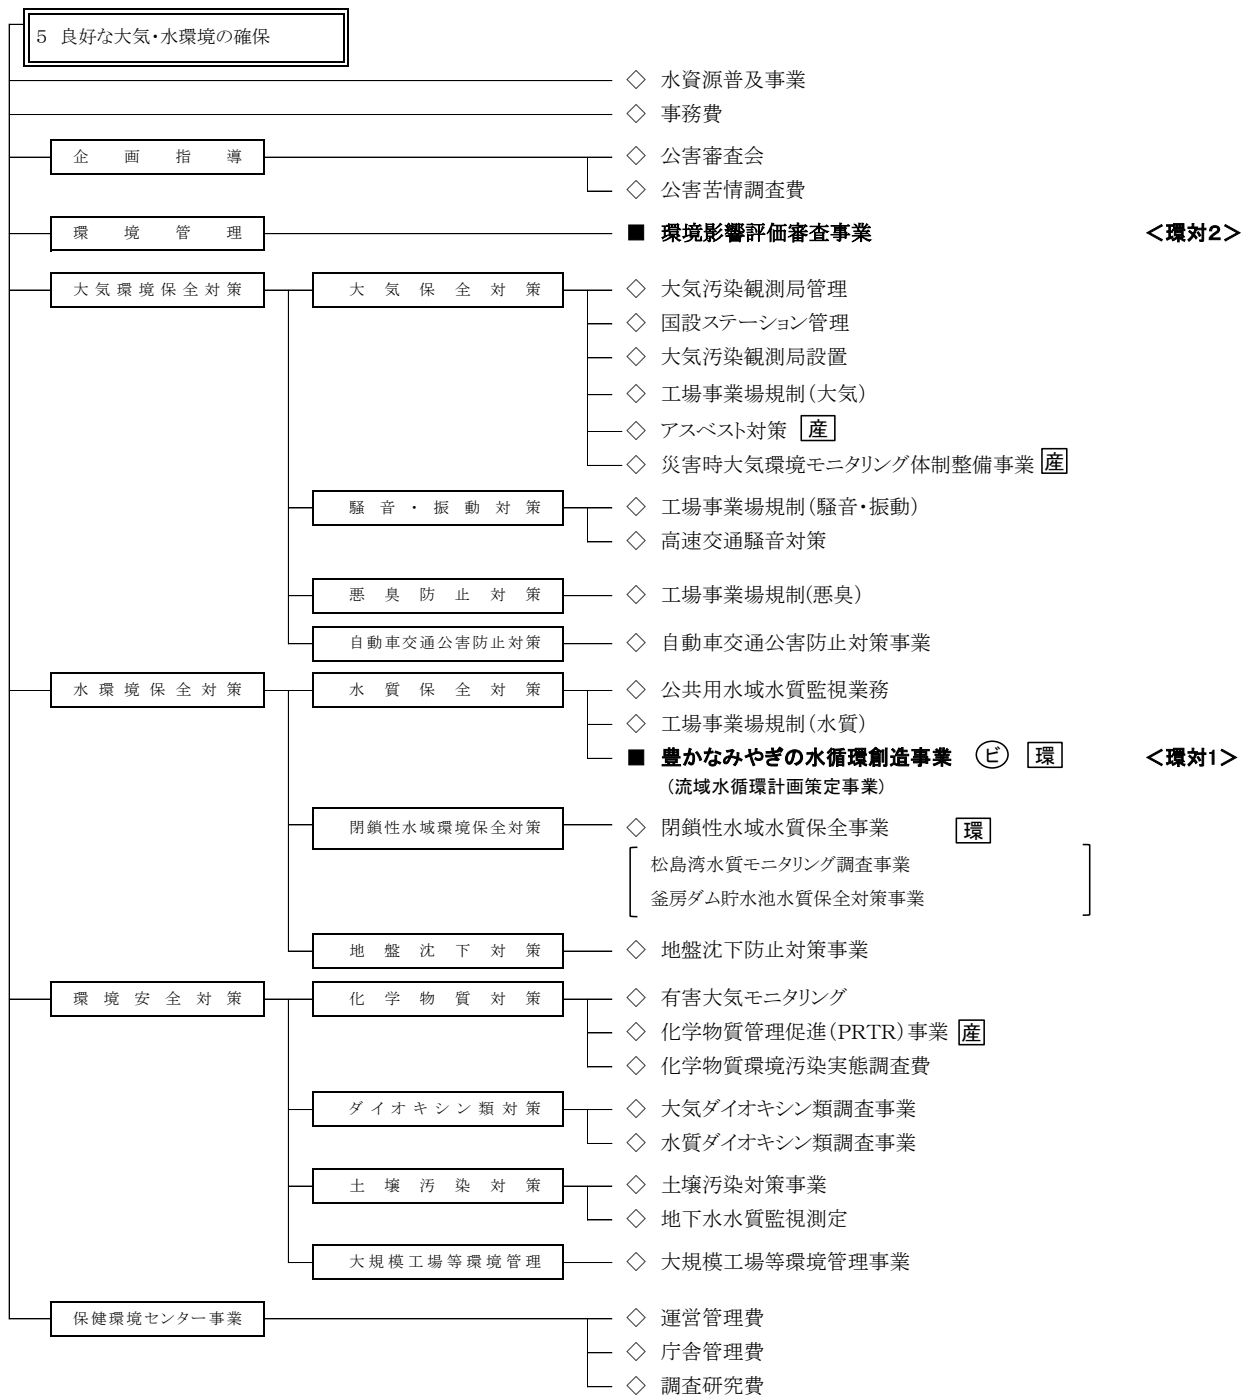 5 良好な大気・水環境の確保
◇ 水資源普及事業
◇ 事務費
企画指導 ◇ 公害審査会
◇ 公害苦情調査費
環境管理 ■ 環境影響評価審査事業 <環対2>
大気環境保全対策 大気保全対策 ◇ 大気汚染観測局管理
◇ 国設ステーション管理
◇ 大気汚染観測局設置
◇ 工場事業場規制(大気)
◇ アスベスト対策 産
◇ 災害時大気環境モニタリング体制整備事業 産
騒音・振動対策 ◇ 工場事業場規制(騒音・振動)
◇ 高速交通騒音対策
悪臭防止対策 ◇ 工場事業場規制(悪臭)
自動車交通公害防止対策 ◇ 自動車交通公害防止対策事業
水環境保全対策 水質保全対策 ◇ 公共用水域水質監視業務
◇ 工場事業場規制(水質)
■ 豊かなみやぎの水循環創造事業 ビ 環 <環対1>
(流域水循環計画策定事業)
閉鎖性水域環境保全対策 ◇ 閉鎖性水域水質保全事業 環
松島湾水質モニタリング調査事業
釜房ダム貯水池水質保全対策事業
地盤沈下対策 ◇ 地盤沈下防止対策事業
環境安全対策 化学物質対策 ◇ 有害大気モニタリング
◇ 化学物質管理促進(PRTR)事業 産
◇ 化学物質環境汚染実態調査費
ダイオキシン類対策 ◇ 大気ダイオキシン類調査事業
◇ 水質ダイオキシン類調査事業
土壌汚染対策 ◇ 土壌汚染対策事業
◇ 地下水水質監視測定
大規模工場等環境管理 ◇ 大規模工場等環境管理事業
保健環境センター事業 ◇ 運営管理費
◇ 庁舎管理費
◇ 調査研究費